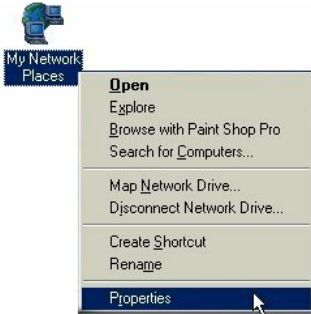 My Network
Places
Open
Explore
Browse with Paint Shop Pro
Search for Computers...
Map Network Drive...
Disconnect Network Drive...
Create Shortcut
Rename
Properties